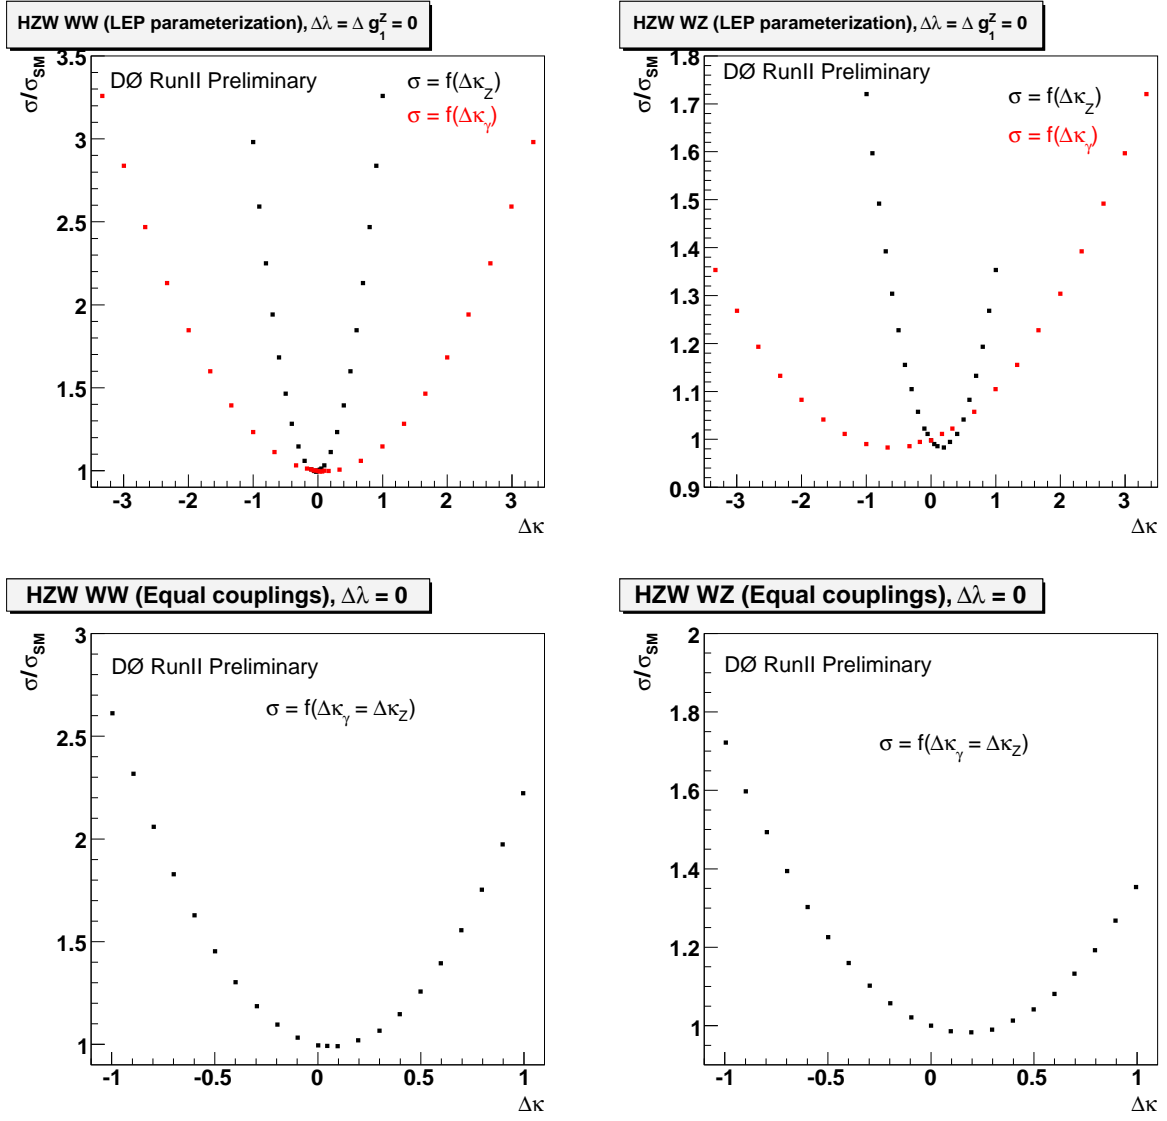 HZW WW (LEP parameterization), Δλ = Δ g₁ᶻ = 0
σ/σ_SM
3.5
3
2.5
2
1.5
1
DØ RunII Preliminary
σ = f(Δκ_Z)
σ = f(Δκ_γ)
-3 -2 -1 0 1 2 3
Δκ
HZW WZ (LEP parameterization), Δλ = Δ g₁ᶻ = 0
σ/σ_SM
1.8
1.7
1.6
1.5
1.4
1.3
1.2
1.1
1
0.9
DØ RunII Preliminary
σ = f(Δκ_Z)
σ = f(Δκ_γ)
-3 -2 -1 0 1 2 3
Δκ
HZW WW (Equal couplings), Δλ = 0
σ/σ_SM
3
2.5
2
1.5
1
DØ RunII Preliminary
σ = f(Δκ_γ = Δκ_Z)
-1 -0.5 0 0.5 1
Δκ
HZW WZ (Equal couplings), Δλ = 0
σ/σ_SM
2
1.8
1.6
1.4
1.2
1
DØ RunII Preliminary
σ = f(Δκ_γ = Δκ_Z)
-1 -0.5 0 0.5 1
Δκ